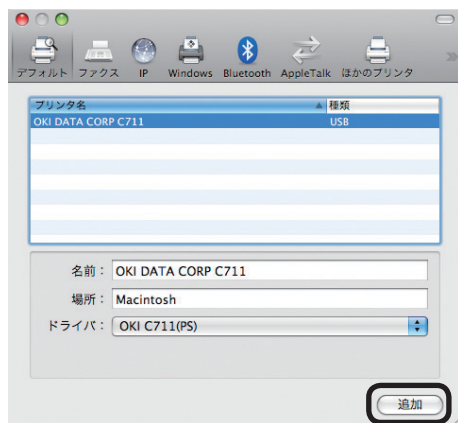 デフォルト ファクス IP Windows Bluetooth AppleTalk ほかのプリンタ
プリンタ名 種類
OKI DATA CORP C711 USB
名前： OKI DATA CORP C711
場所： Macintosh
ドライバ： OKI C711(PS)
追加